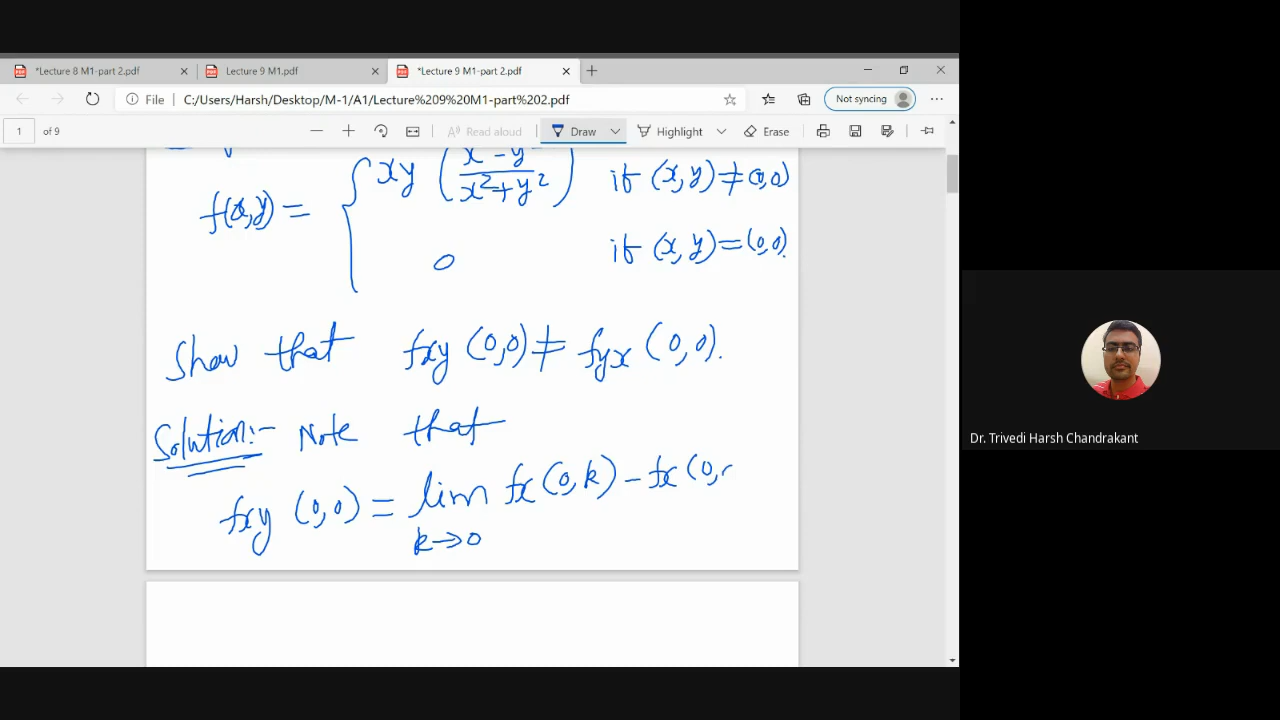 *Lecture 8 M1-part 2.pdf
Lecture 9 M1.pdf
*Lecture 9 M1-part 2.pdf
File
C:/Users/Harsh/Desktop/M-1/A1/Lecture%209%20M1-part%202.pdf
Not syncing
1 of 9
Read aloud
Draw
Highlight
Erase
f(x,y) = { xy (x - y / x² + y²) if (x, y) ≠ (0,0)
0 if (x, y) = (0,0).
Show that fxy (0,0) ≠ fyx (0,0).
Solution:- Note that
fxy (0,0) = lim k→0 fx (0,k) - fx (0,
Dr. Trivedi Harsh Chandrakant